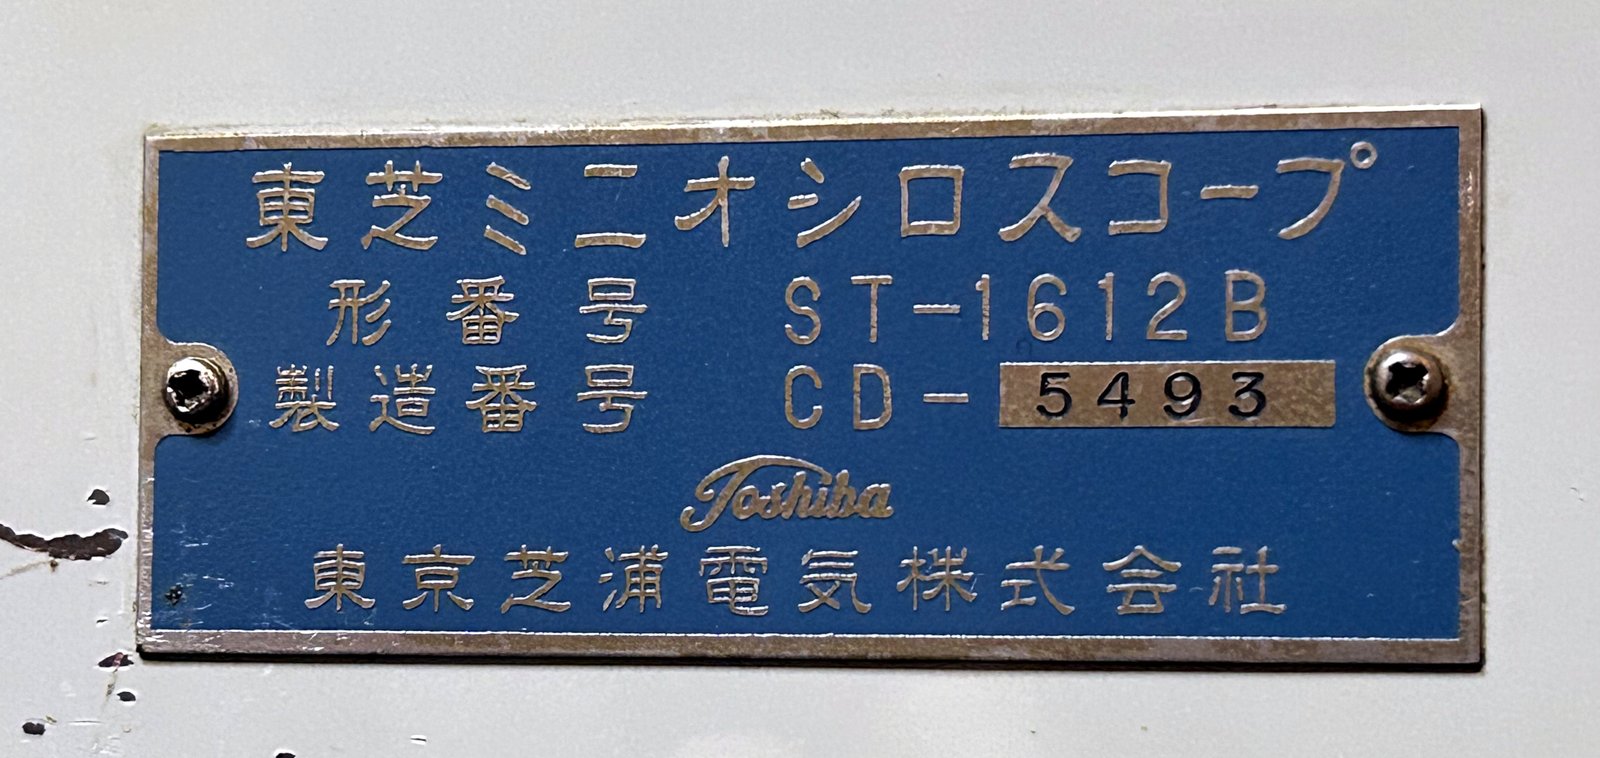 東芝ミニオシロスコープ
形番号 ST-1612B
製造番号 CD-5493
Toshiba
東京芝浦電気株式会社